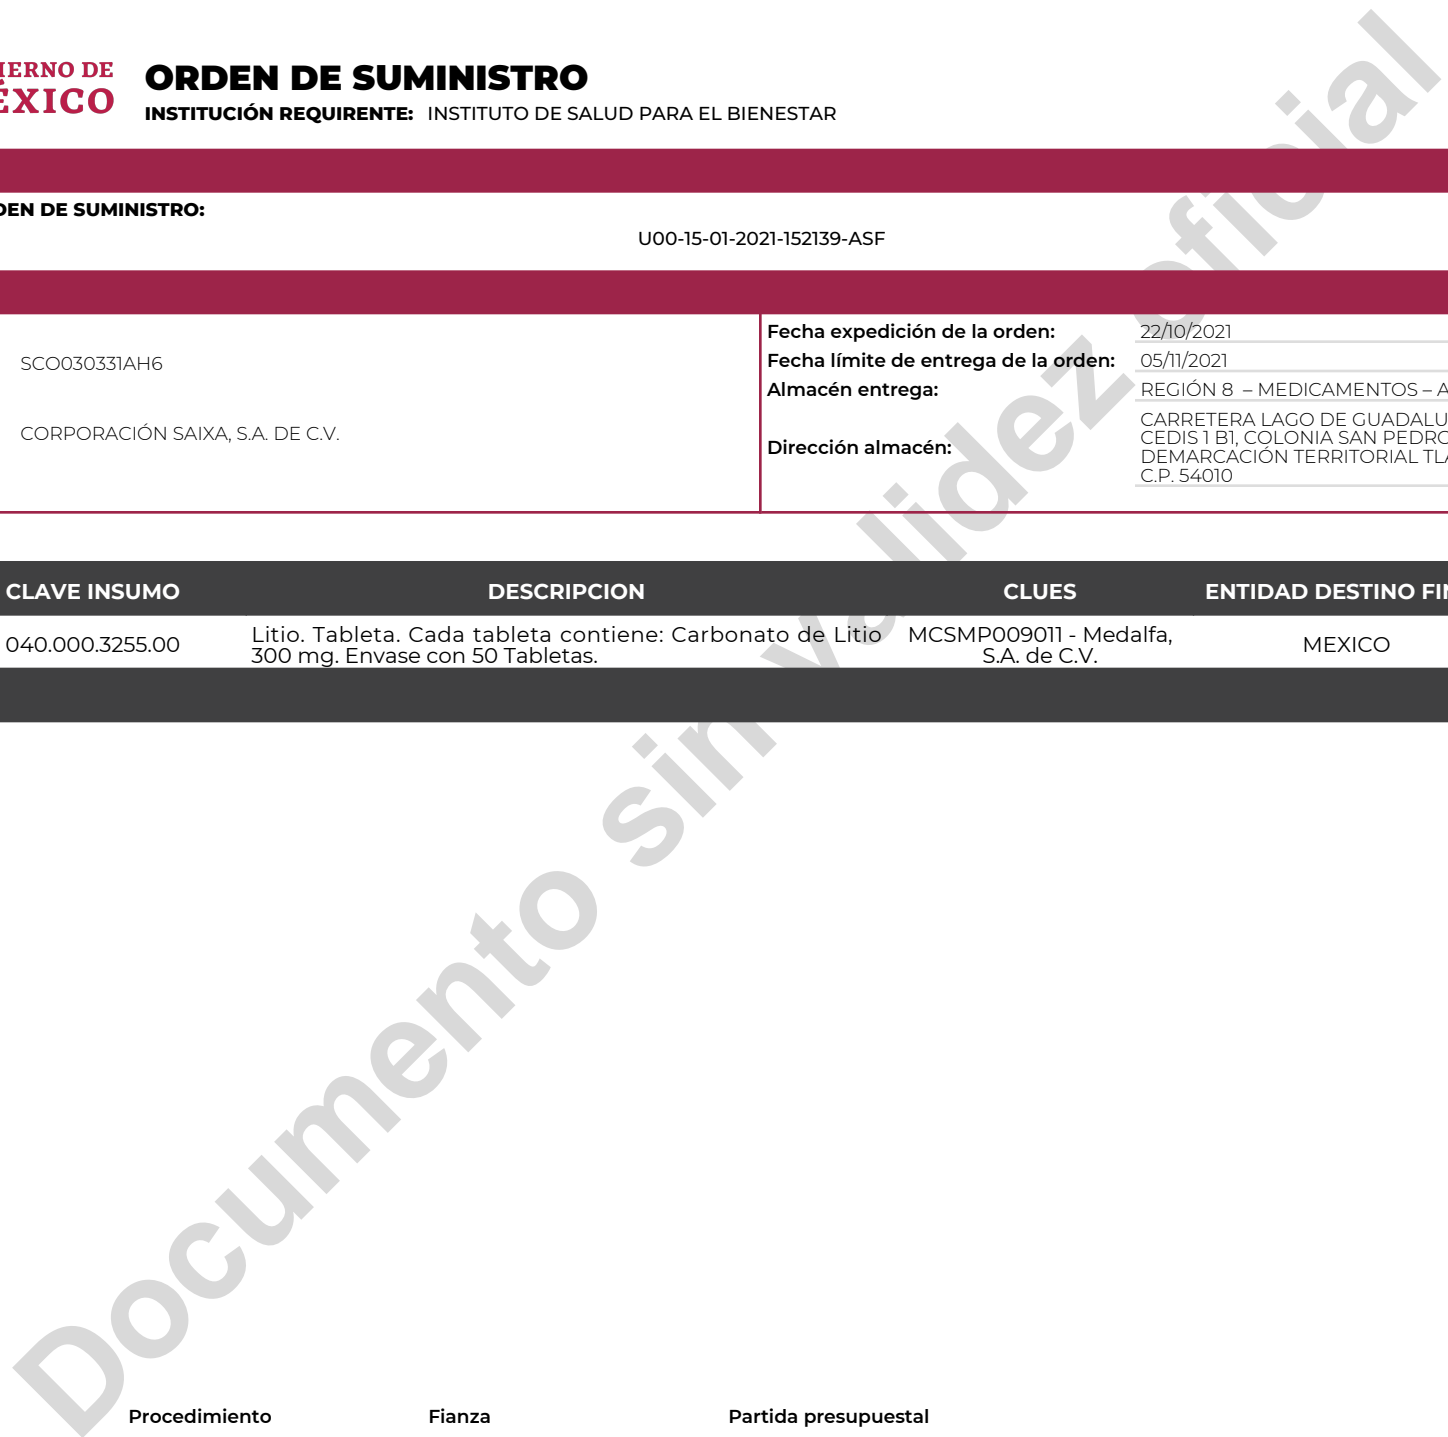 IERNO DE
ÉXICO
ORDEN DE SUMINISTRO
INSTITUCIÓN REQUIRENTE: INSTITUTO DE SALUD PARA EL BIENESTAR
DEN DE SUMINISTRO:
U00-15-01-2021-152139-ASF
SCO030331AH6
CORPORACIÓN SAIXA, S.A. DE C.V.
Fecha expedición de la orden: 22/10/2021
Fecha límite de entrega de la orden: 05/11/2021
Almacén entrega: REGIÓN 8 – MEDICAMENTOS – A
Dirección almacén:
CARRETERA LAGO DE GUADALU
CEDIS 1 B1, COLONIA SAN PEDRO
DEMARCACIÓN TERRITORIAL TLA
C.P. 54010
CLAVE INSUMO DESCRIPCION CLUES ENTIDAD DESTINO FIN
040.000.3255.00
Litio. Tableta. Cada tableta contiene: Carbonato de Litio
300 mg. Envase con 50 Tabletas.
MCSMP009011 - Medalfa,
S.A. de C.V.
MEXICO
Documento sin validez oficial
Procedimiento Fianza Partida presupuestal